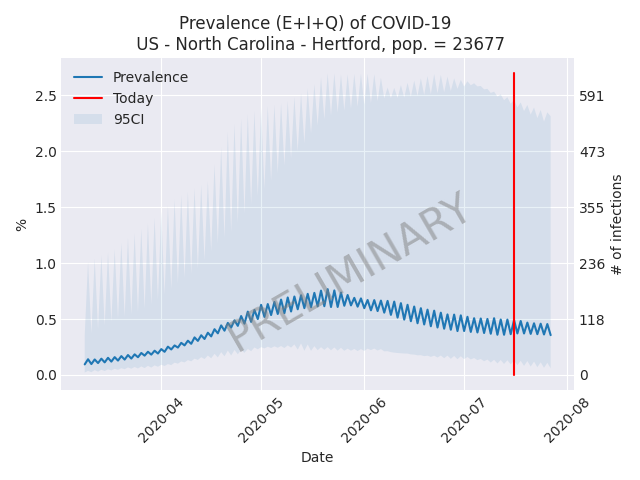 Prevalence (E+I+Q) of COVID-19
US - North Carolina - Hertford, pop. = 23677
Prevalence
Today
95CI
2.5
2.0
1.5
1.0
0.5
0.0
%
591
473
355
236
118
0
# of infections
PRELIMINARY
2020-04
2020-05
2020-06
2020-07
2020-08
Date